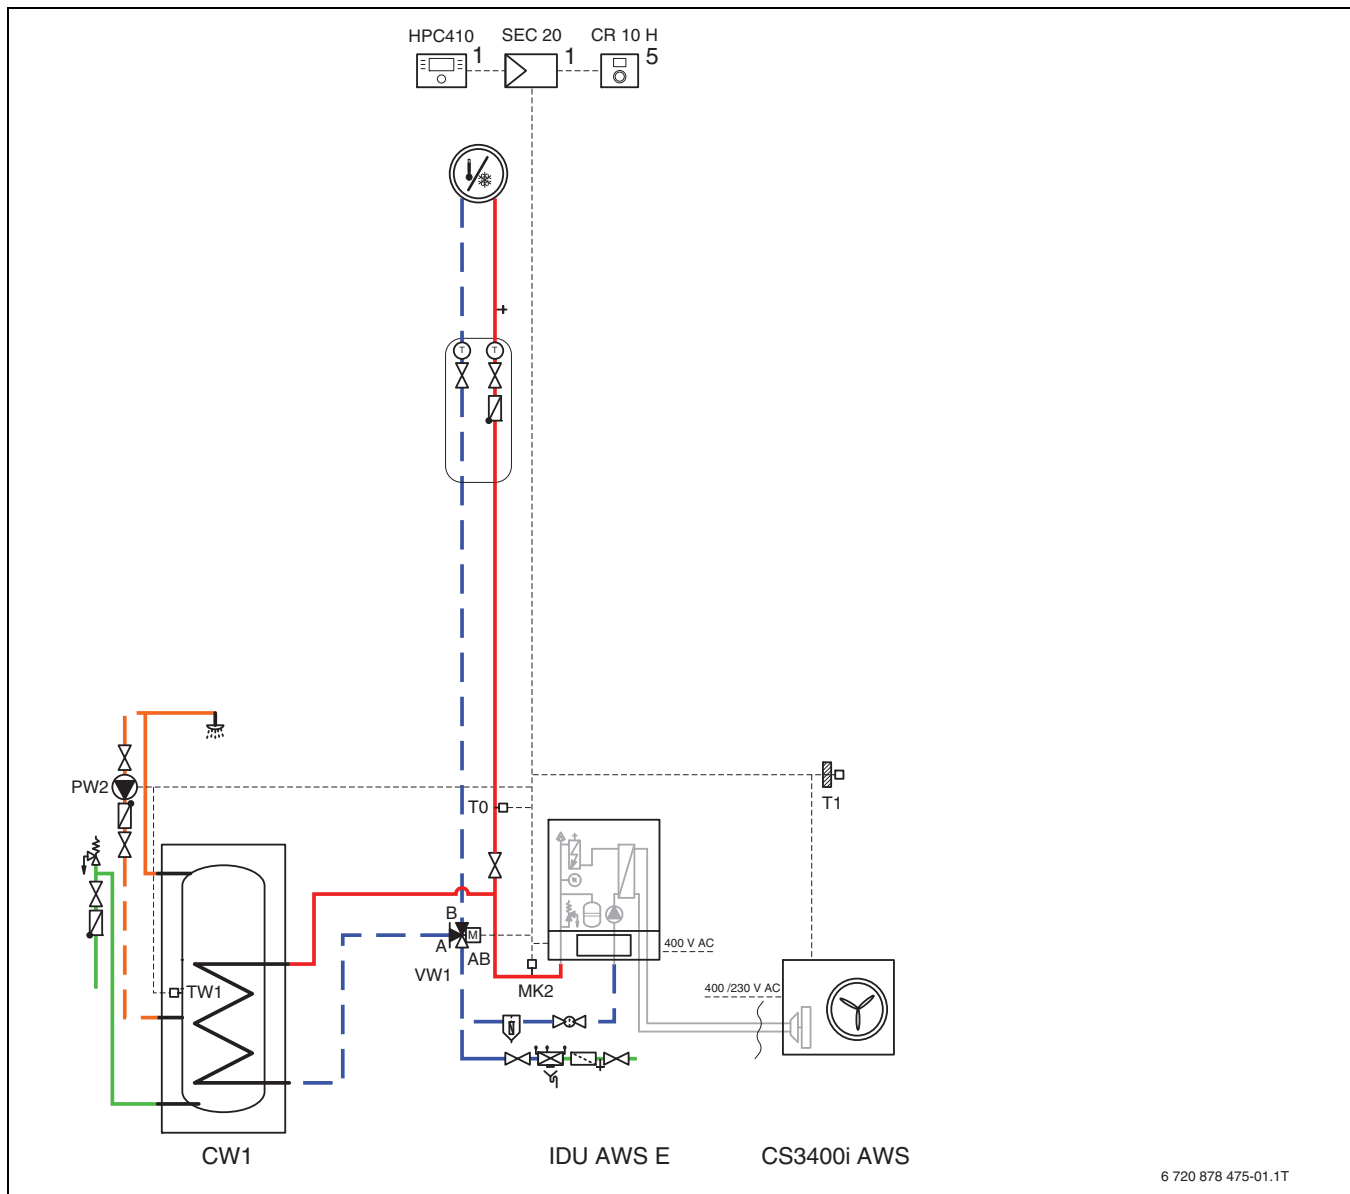 HPC410 SEC 20 CR 10 H
1 1 5
T T
PW2
T0
T1
B
M
A
AB
400 V AC
VW1
TW1
MK2
400 /230 V AC
N
CW1 IDU AWS E CS3400i AWS
6 720 878 475-01.1T